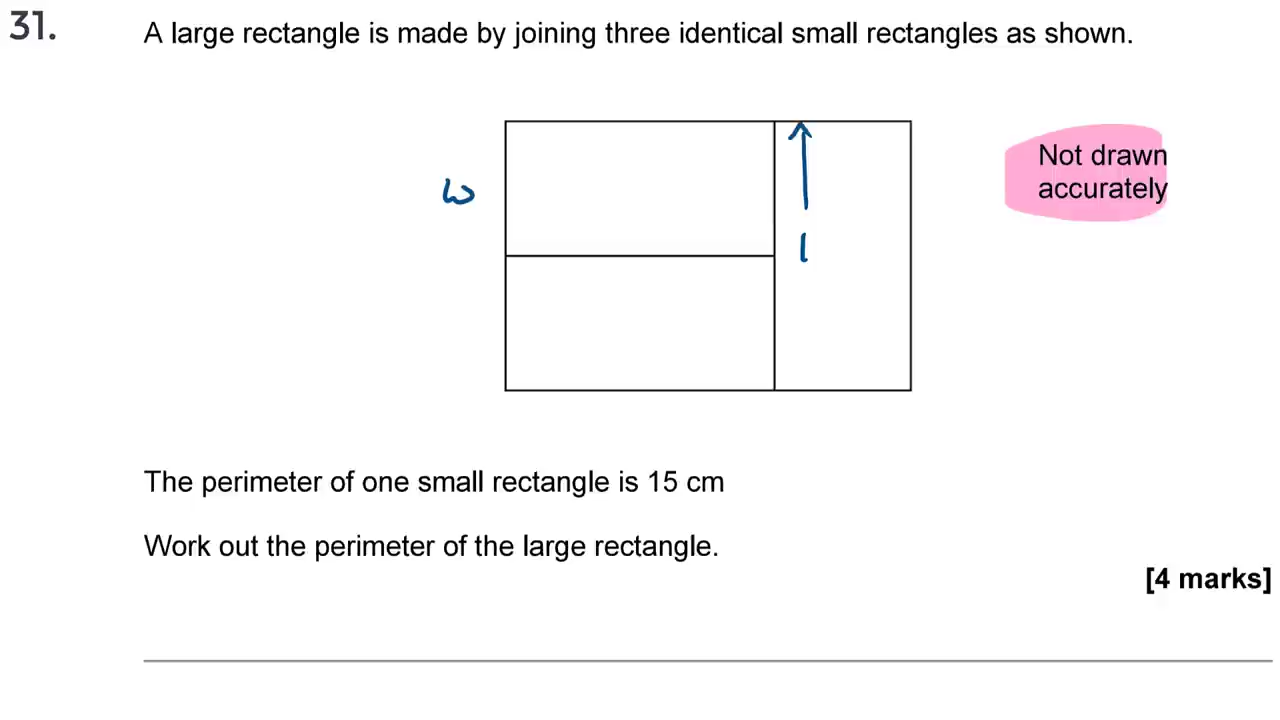 31.
A large rectangle is made by joining three identical small rectangles as shown.
Not drawn
accurately
w
l
The perimeter of one small rectangle is 15 cm
Work out the perimeter of the large rectangle.
[4 marks]